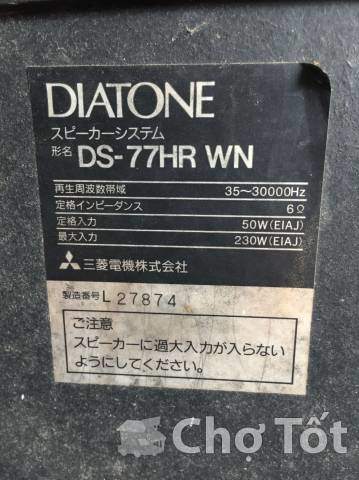 DIATONE
スピーカーシステム
形名 DS-77HR WN
再生周波数帯域 35～30000Hz
定格インピーダンス 6Ω
定格入力 50W(EIAJ)
最大入力 230W(EIAJ)
三菱電機株式会社
製造番号 L 27874
ご注意
スピーカーに過大入力が入らない
ようにしてください。
Chợ Tốt